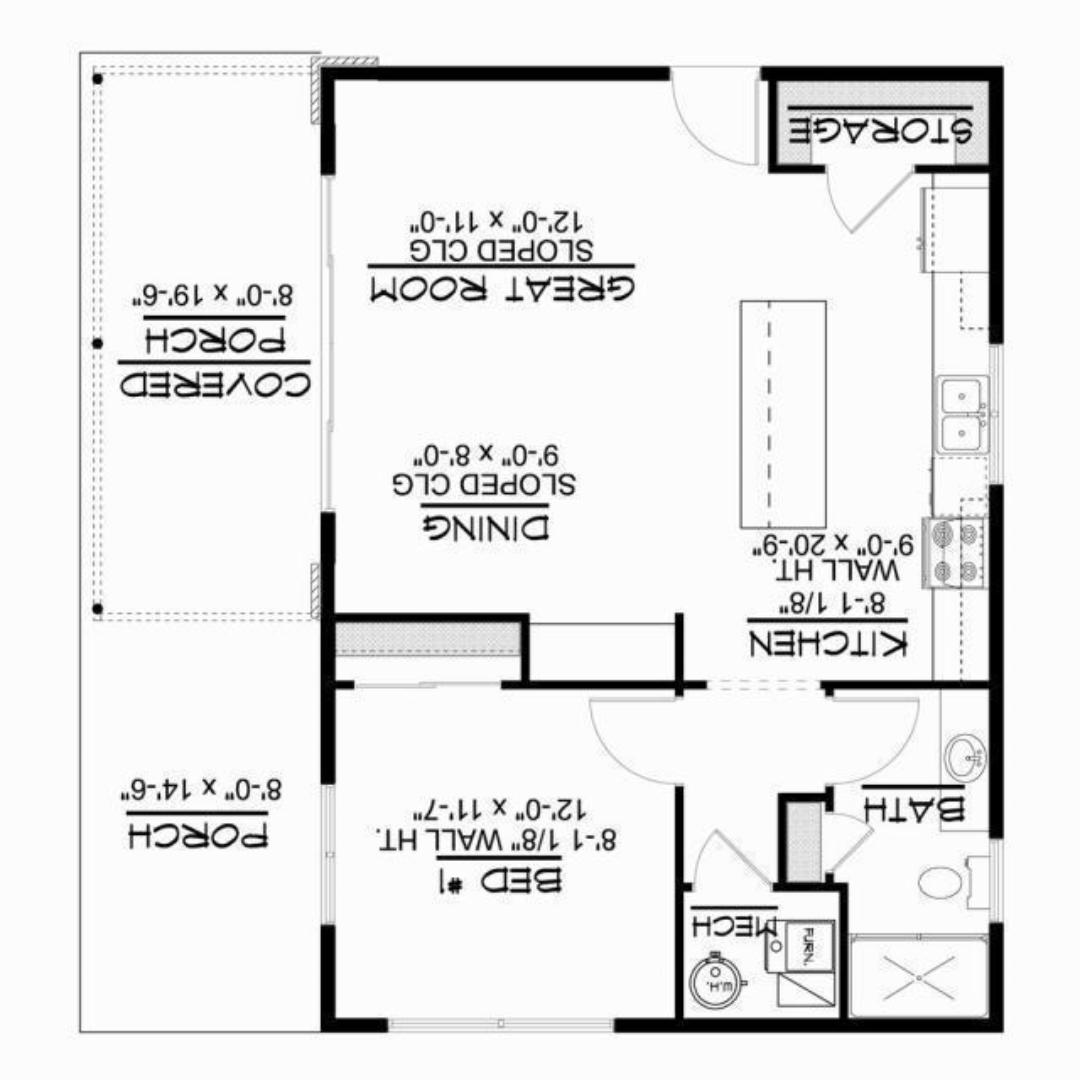 W.H.
FURN.
MECH
BED #1
8'-1 1/8" WALL HT.
12'-0" x 11'-7"
PORCH
8'-0" x 14'-6"
BATH
KITCHEN
8'-1 1/8"
WALL HT.
9'-0" x 20'-9"
DINING
SLOPED CLG
9'-0" x 8'-0"
COVERED
PORCH
8'-0" x 19'-6"
GREAT ROOM
SLOPED CLG
12'-0" x 11'-0"
STORAGE